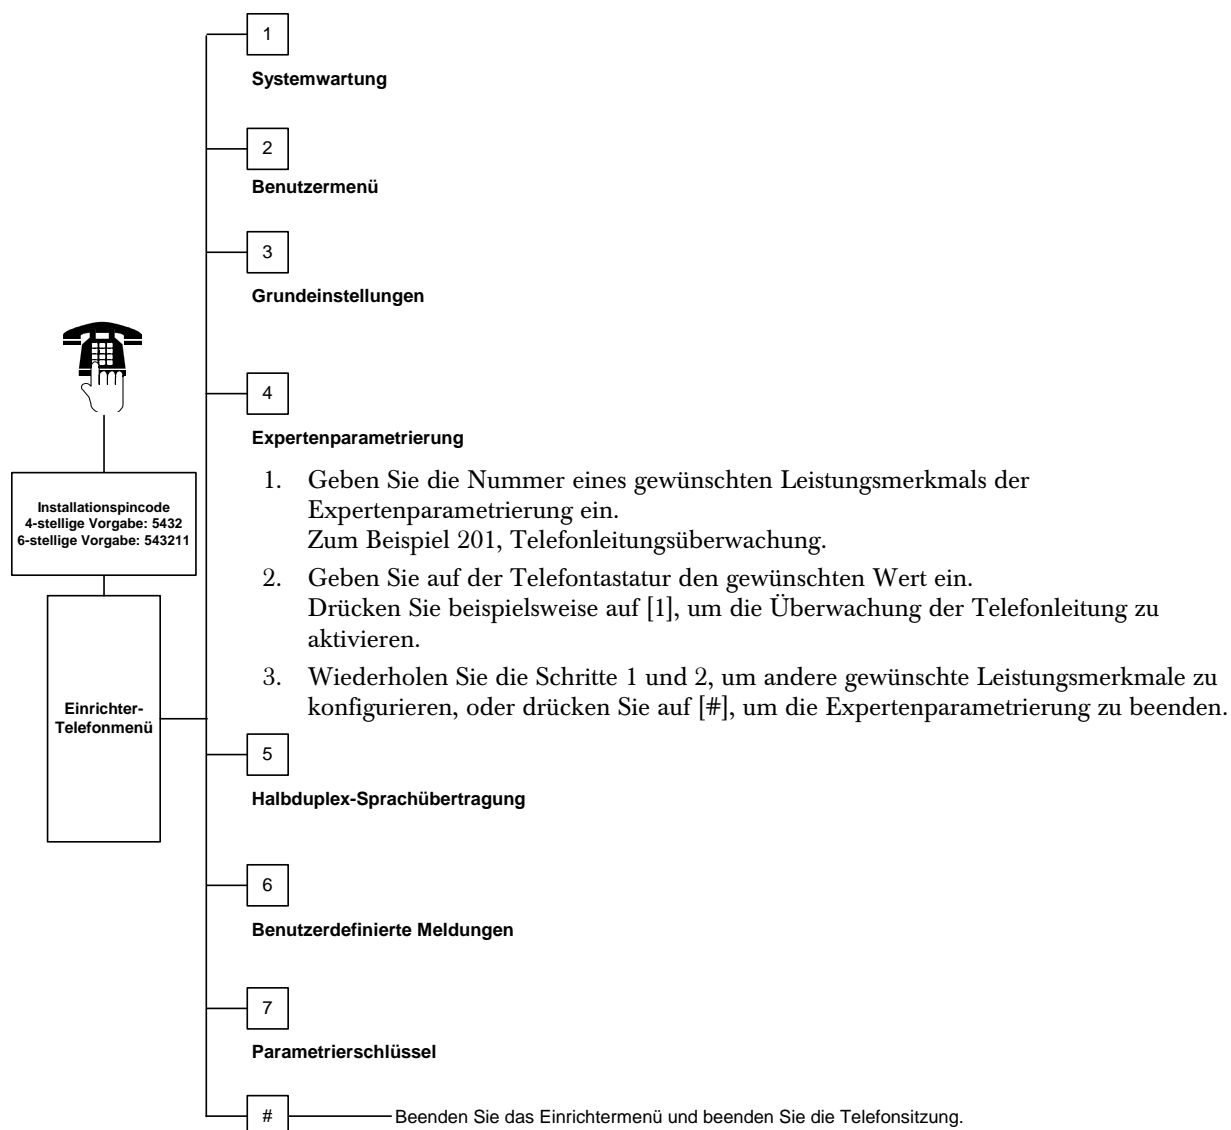 1
Systemwartung
2
Benutzermenü
3
Grundeinstellungen
4
Expertenparametrierung
1. Geben Sie die Nummer eines gewünschten Leistungsmerkmals der
Expertenparametrierung ein.
Zum Beispiel 201, Telefonleitungsüberwachung.
2. Geben Sie auf der Telefontastatur den gewünschten Wert ein.
Drücken Sie beispielsweise auf [1], um die Überwachung der Telefonleitung zu
aktivieren.
3. Wiederholen Sie die Schritte 1 und 2, um andere gewünschte Leistungsmerkmale zu
konfigurieren, oder drücken Sie auf [#], um die Expertenparametrierung zu beenden.
Installationspincode
4-stellige Vorgabe: 5432
6-stellige Vorgabe: 543211
Einrichter-
Telefonmenü
5
Halbduplex-Sprachübertragung
6
Benutzerdefinierte Meldungen
7
Parametrierschlüssel
#
Beenden Sie das Einrichtermenü und beenden Sie die Telefonsitzung.